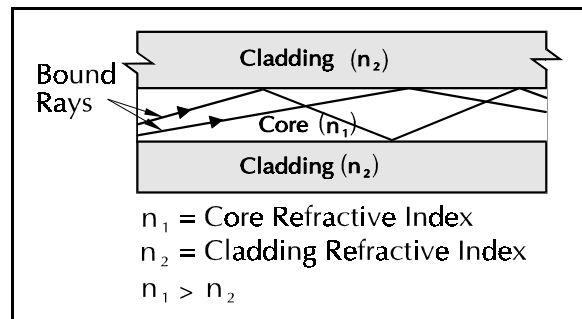 Cladding (n₂)
Bound
Rays
Core (n₁)
Cladding (n₂)
n₁ = Core Refractive Index
n₂ = Cladding Refractive Index
n₁ > n₂